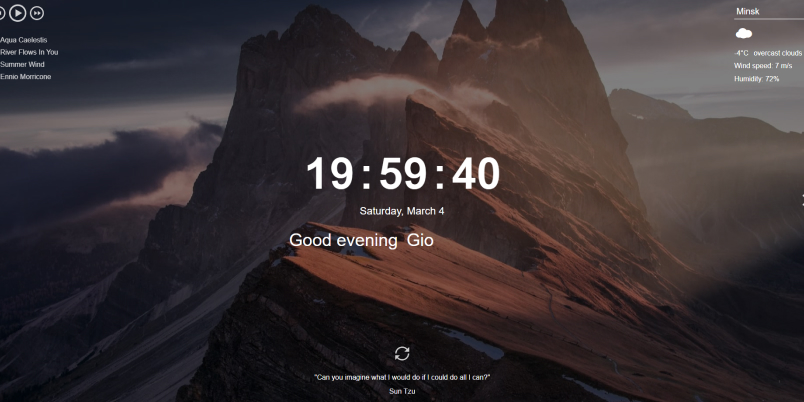 Minsk
Aqua Caelestis
River Flows In You
Summer Wind
Ennio Morricone
-4°C overcast clouds
Wind speed: 7 m/s
Humidity: 72%
19:59:40
Saturday, March 4
Good evening Gio
"Can you imagine what I would do if I could do all I can?"
Sun Tzu